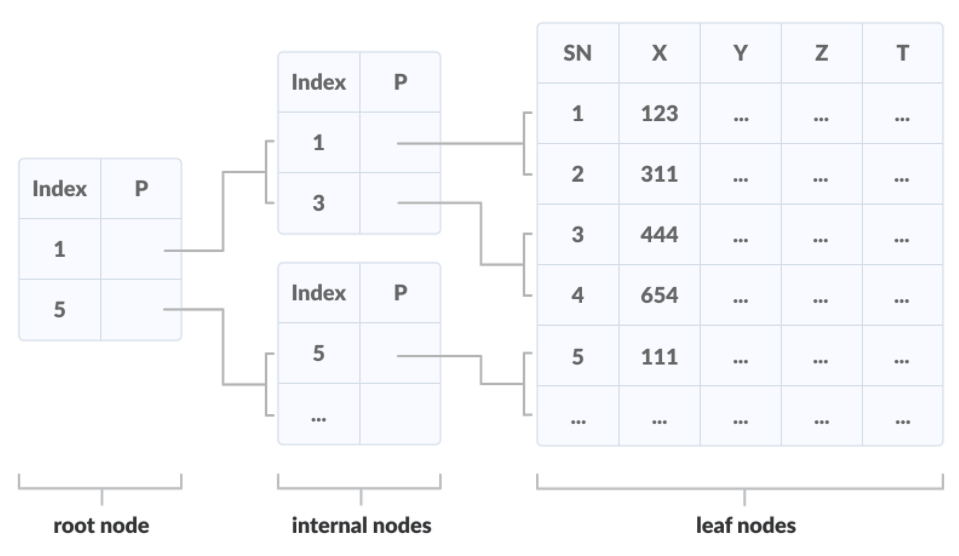 Index P
1
5
Index P
1
3
Index P
5
...
SN X Y Z T
1 123 ... ... ...
2 311 ... ... ...
3 444 ... ... ...
4 654 ... ... ...
5 111 ... ... ...
... ... ... ... ...
root node
internal nodes
leaf nodes